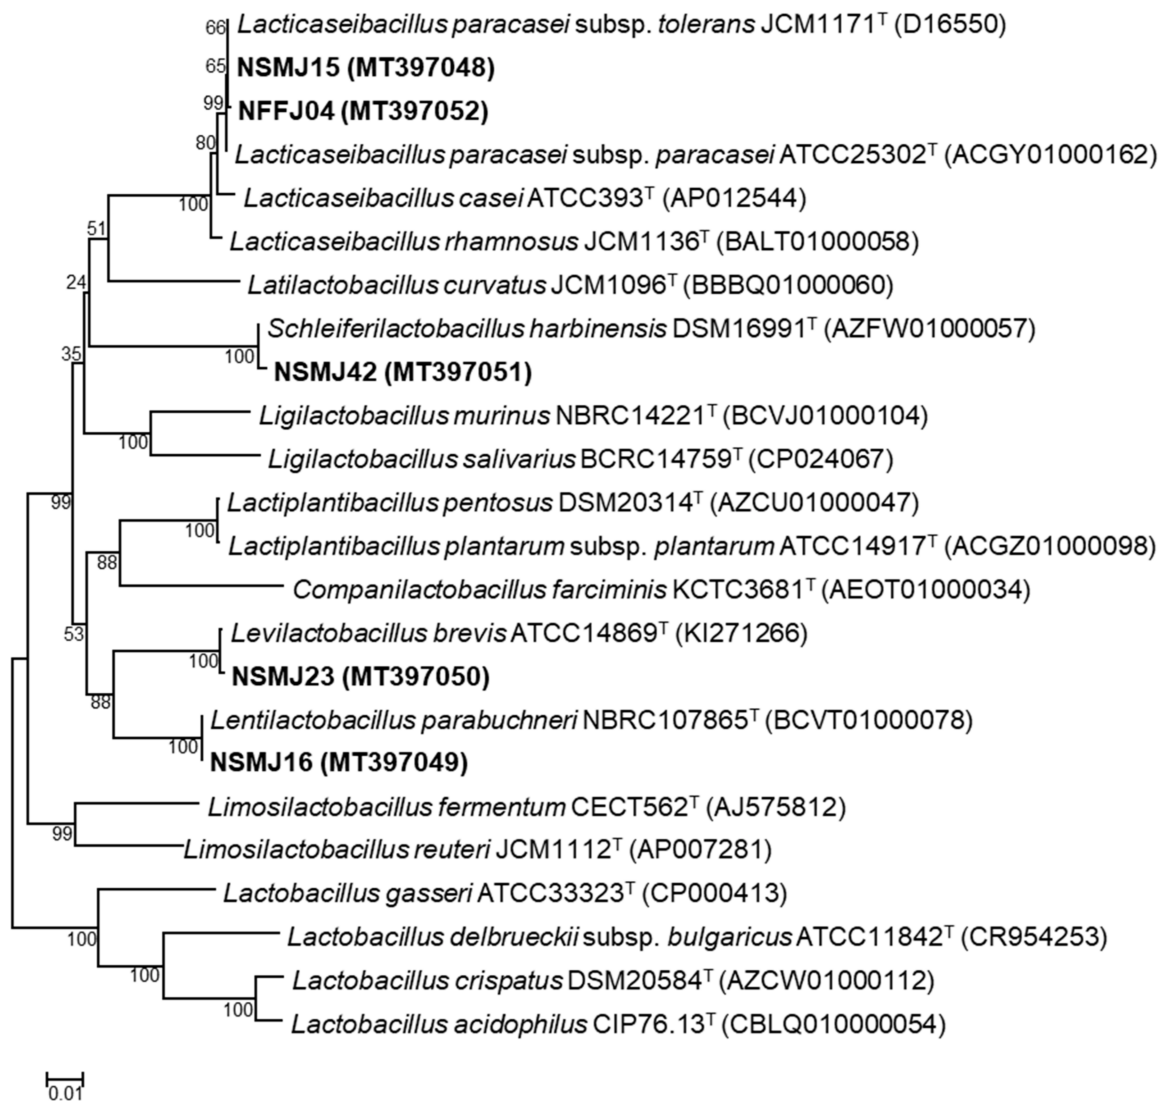 66 Lacticaseibacillus paracasei subsp. tolerans JCM1171ᵀ (D16550)
65 NSMJ15 (MT397048)
99 NFFJ04 (MT397052)
80 Lacticaseibacillus paracasei subsp. paracasei ATCC25302ᵀ (ACGY01000162)
100 Lacticaseibacillus casei ATCC393ᵀ (AP012544)
51 Lacticaseibacillus rhamnosus JCM1136ᵀ (BALT01000058)
24 Latilactobacillus curvatus JCM1096ᵀ (BBBQ01000060)
Schleiferilactobacillus harbinensis DSM16991ᵀ (AZFW01000057)
35 100
NSMJ42 (MT397051)
Ligilactobacillus murinus NBRC14221ᵀ (BCVJ01000104)
100
Ligilactobacillus salivarius BCRC14759ᵀ (CP024067)
99 Lactiplantibacillus pentosus DSM20314ᵀ (AZCU01000047)
100
Lactiplantibacillus plantarum subsp. plantarum ATCC14917ᵀ (ACGZ01000098)
88
Companilactobacillus farciminis KCTC3681ᵀ (AEOT01000034)
53 Levilactobacillus brevis ATCC14869ᵀ (KI271266)
100
NSMJ23 (MT397050)
88
Lentilactobacillus parabuchneri NBRC107865ᵀ (BCVT01000078)
100
NSMJ16 (MT397049)
Limosilactobacillus fermentum CECT562ᵀ (AJ575812)
99
Limosilactobacillus reuteri JCM1112ᵀ (AP007281)
Lactobacillus gasseri ATCC33323ᵀ (CP000413)
100 Lactobacillus delbrueckii subsp. bulgaricus ATCC11842ᵀ (CR954253)
100 Lactobacillus crispatus DSM20584ᵀ (AZCW01000112)
100
Lactobacillus acidophilus CIP76.13ᵀ (CBLQ010000054)
0.01